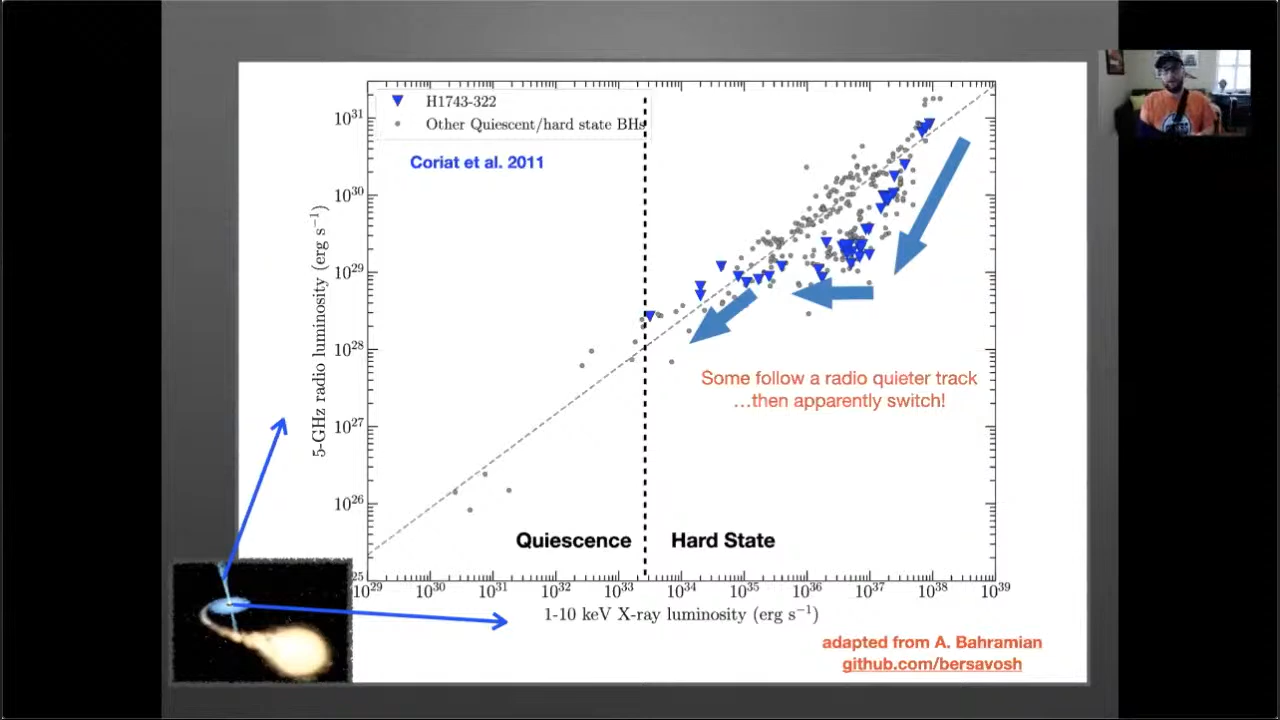 H1743-322
Other Quiescent/hard state BHs
Coriat et al. 2011
10^31
10^30
10^29
10^28
10^27
10^26
25
5-GHz radio luminosity (erg s^−1)
Some follow a radio quieter track
...then apparently switch!
Quiescence
Hard State
10^29 10^30 10^31 10^32 10^33 10^34 10^35 10^36 10^37 10^38 10^39
1-10 keV X-ray luminosity (erg s^−1)
adapted from A. Bahramian
github.com/bersavosh